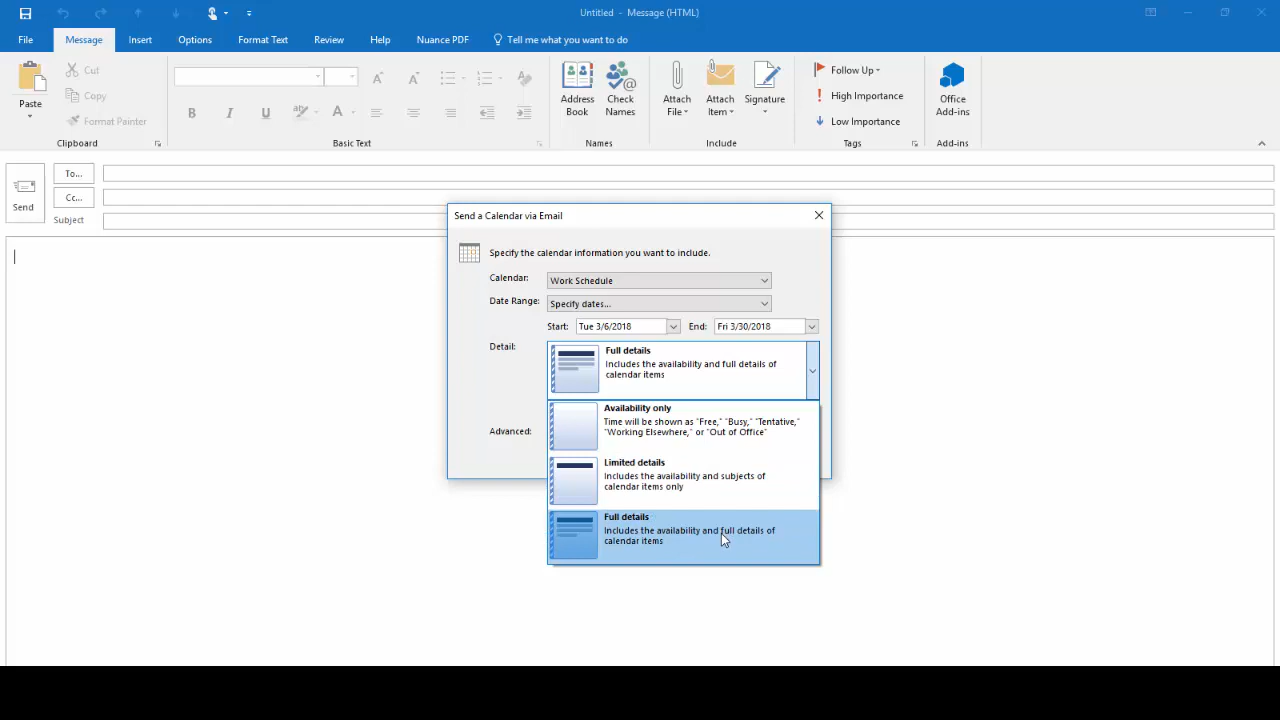 Untitled - Message (HTML)
File Message Insert Options Format Text Review Help Nuance PDF Tell me what you want to do
Paste
Cut
Copy
Format Painter
Clipboard
B I U A
Basic Text
Address Book
Check Names
Names
Attach File
Attach Item
Signature
Include
Follow Up
High Importance
Low Importance
Tags
Office Add-ins
Add-ins
Send
To...
Cc...
Subject
Send a Calendar via Email
Specify the calendar information you want to include.
Calendar: Work Schedule
Date Range: Specify dates...
Start: Tue 3/6/2018 End: Fri 3/30/2018
Detail:
Full details
Includes the availability and full details of
calendar items
Availability only
Time will be shown as "Free," "Busy," "Tentative,"
"Working Elsewhere," or "Out of Office"
Advanced:
Limited details
Includes the availability and subjects of
calendar items only
Full details
Includes the availability and full details of
calendar items